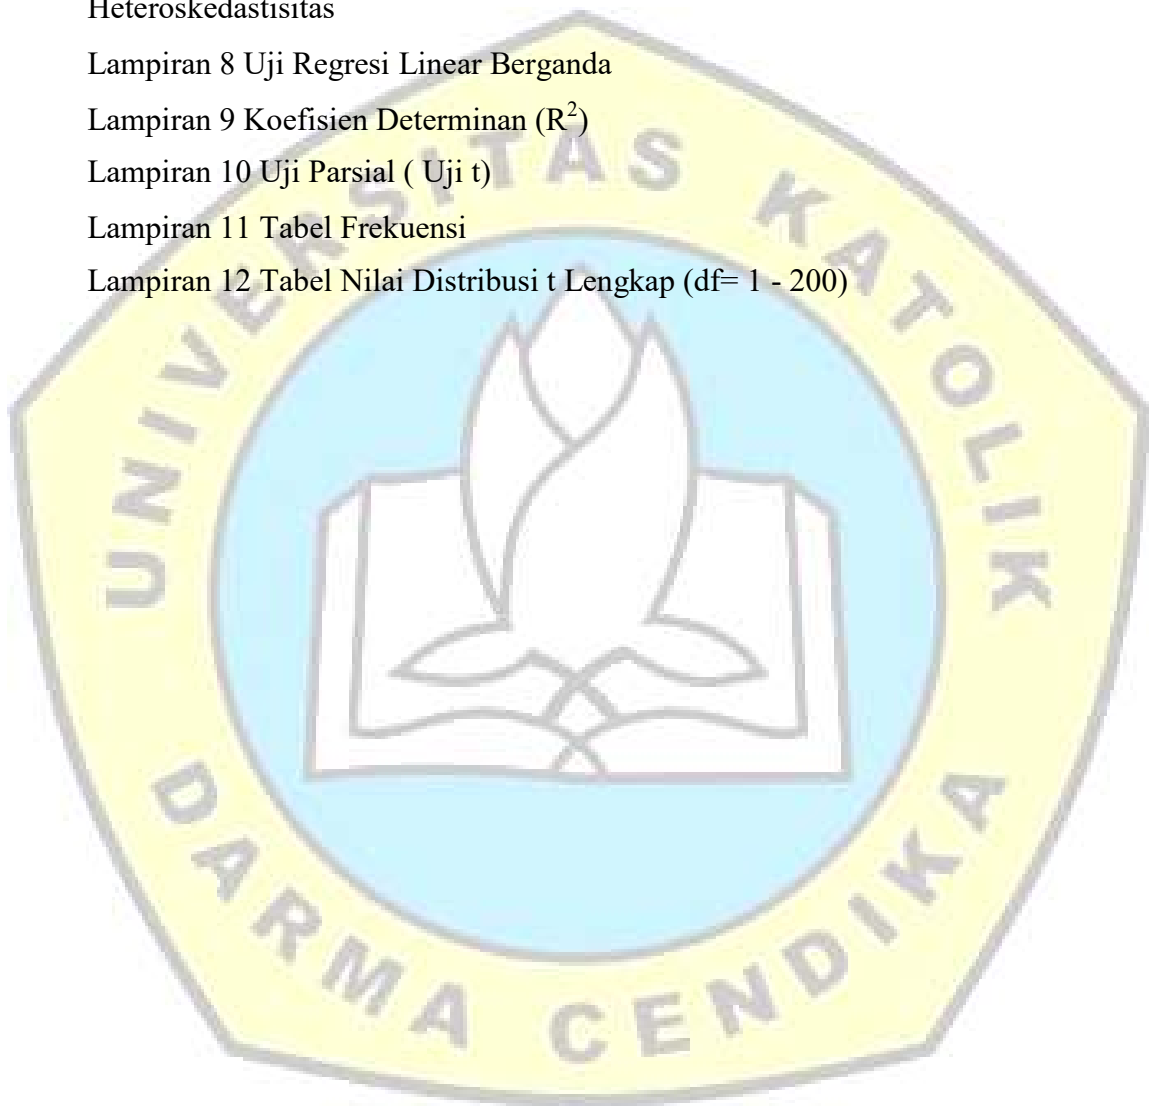 Heteroskedastisitas
Lampiran 8 Uji Regresi Linear Berganda
Lampiran 9 Koefisien Determinan (R²)
Lampiran 10 Uji Parsial ( Uji t)
Lampiran 11 Tabel Frekuensi
Lampiran 12 Tabel Nilai Distribusi t Lengkap (df= 1 - 200)
UNIVERSITAS KATOLIK
DARMA CENDIKA